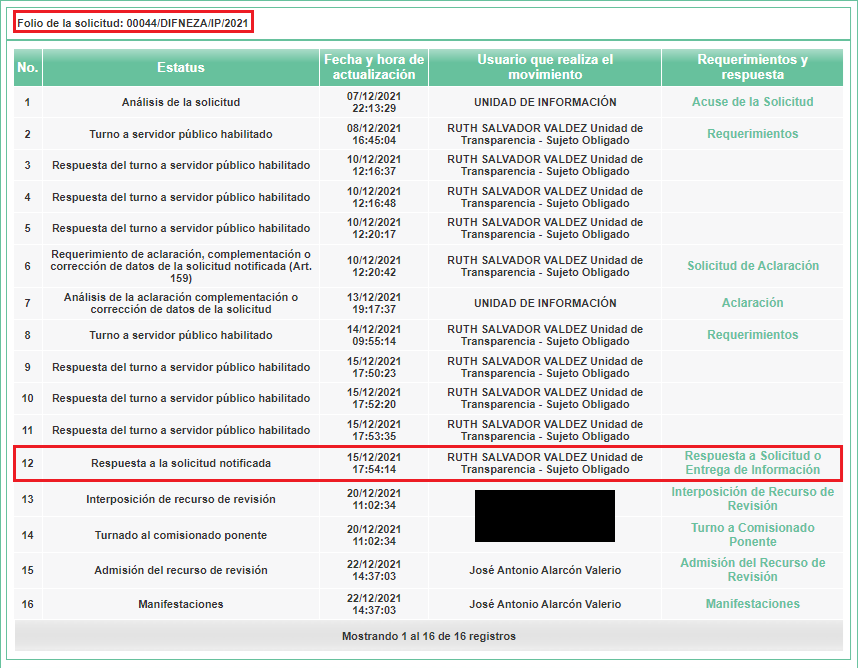 Folio de la solicitud: 00044/DIFNEZA/IP/2021
No. Estatus Fecha y hora de actualización Usuario que realiza el movimiento Requerimientos y respuesta
1 Análisis de la solicitud 07/12/2021 22:13:29 UNIDAD DE INFORMACIÓN Acuse de la Solicitud
2 Turno a servidor público habilitado 08/12/2021 16:45:04 RUTH SALVADOR VALDEZ Unidad de Transparencia - Sujeto Obligado Requerimientos
3 Respuesta del turno a servidor público habilitado 10/12/2021 12:16:37 RUTH SALVADOR VALDEZ Unidad de Transparencia - Sujeto Obligado
4 Respuesta del turno a servidor público habilitado 10/12/2021 12:16:48 RUTH SALVADOR VALDEZ Unidad de Transparencia - Sujeto Obligado
5 Respuesta del turno a servidor público habilitado 10/12/2021 12:20:17 RUTH SALVADOR VALDEZ Unidad de Transparencia - Sujeto Obligado
6 Requerimiento de aclaración, complementación o corrección de datos de la solicitud notificada (Art. 159) 10/12/2021 12:20:42 RUTH SALVADOR VALDEZ Unidad de Transparencia - Sujeto Obligado Solicitud de Aclaración
7 Análisis de la aclaración complementación o corrección de datos de la solicitud 13/12/2021 19:17:37 UNIDAD DE INFORMACIÓN Aclaración
8 Turno a servidor público habilitado 14/12/2021 09:55:14 RUTH SALVADOR VALDEZ Unidad de Transparencia - Sujeto Obligado Requerimientos
9 Respuesta del turno a servidor público habilitado 15/12/2021 17:50:23 RUTH SALVADOR VALDEZ Unidad de Transparencia - Sujeto Obligado
10 Respuesta del turno a servidor público habilitado 15/12/2021 17:52:20 RUTH SALVADOR VALDEZ Unidad de Transparencia - Sujeto Obligado
11 Respuesta del turno a servidor público habilitado 15/12/2021 17:53:35 RUTH SALVADOR VALDEZ Unidad de Transparencia - Sujeto Obligado
12 Respuesta a la solicitud notificada 15/12/2021 17:54:14 RUTH SALVADOR VALDEZ Unidad de Transparencia - Sujeto Obligado Respuesta a Solicitud o Entrega de Información
13 Interposición de recurso de revisión 20/12/2021 11:02:34 Interposición de Recurso de Revisión
14 Turnado al comisionado ponente 20/12/2021 11:02:34 Turno a Comisionado Ponente
15 Admisión del recurso de revisión 22/12/2021 14:37:03 José Antonio Alarcón Valerio Admisión del Recurso de Revisión
16 Manifestaciones 22/12/2021 14:37:03 José Antonio Alarcón Valerio Manifestaciones
Mostrando 1 al 16 de 16 registros